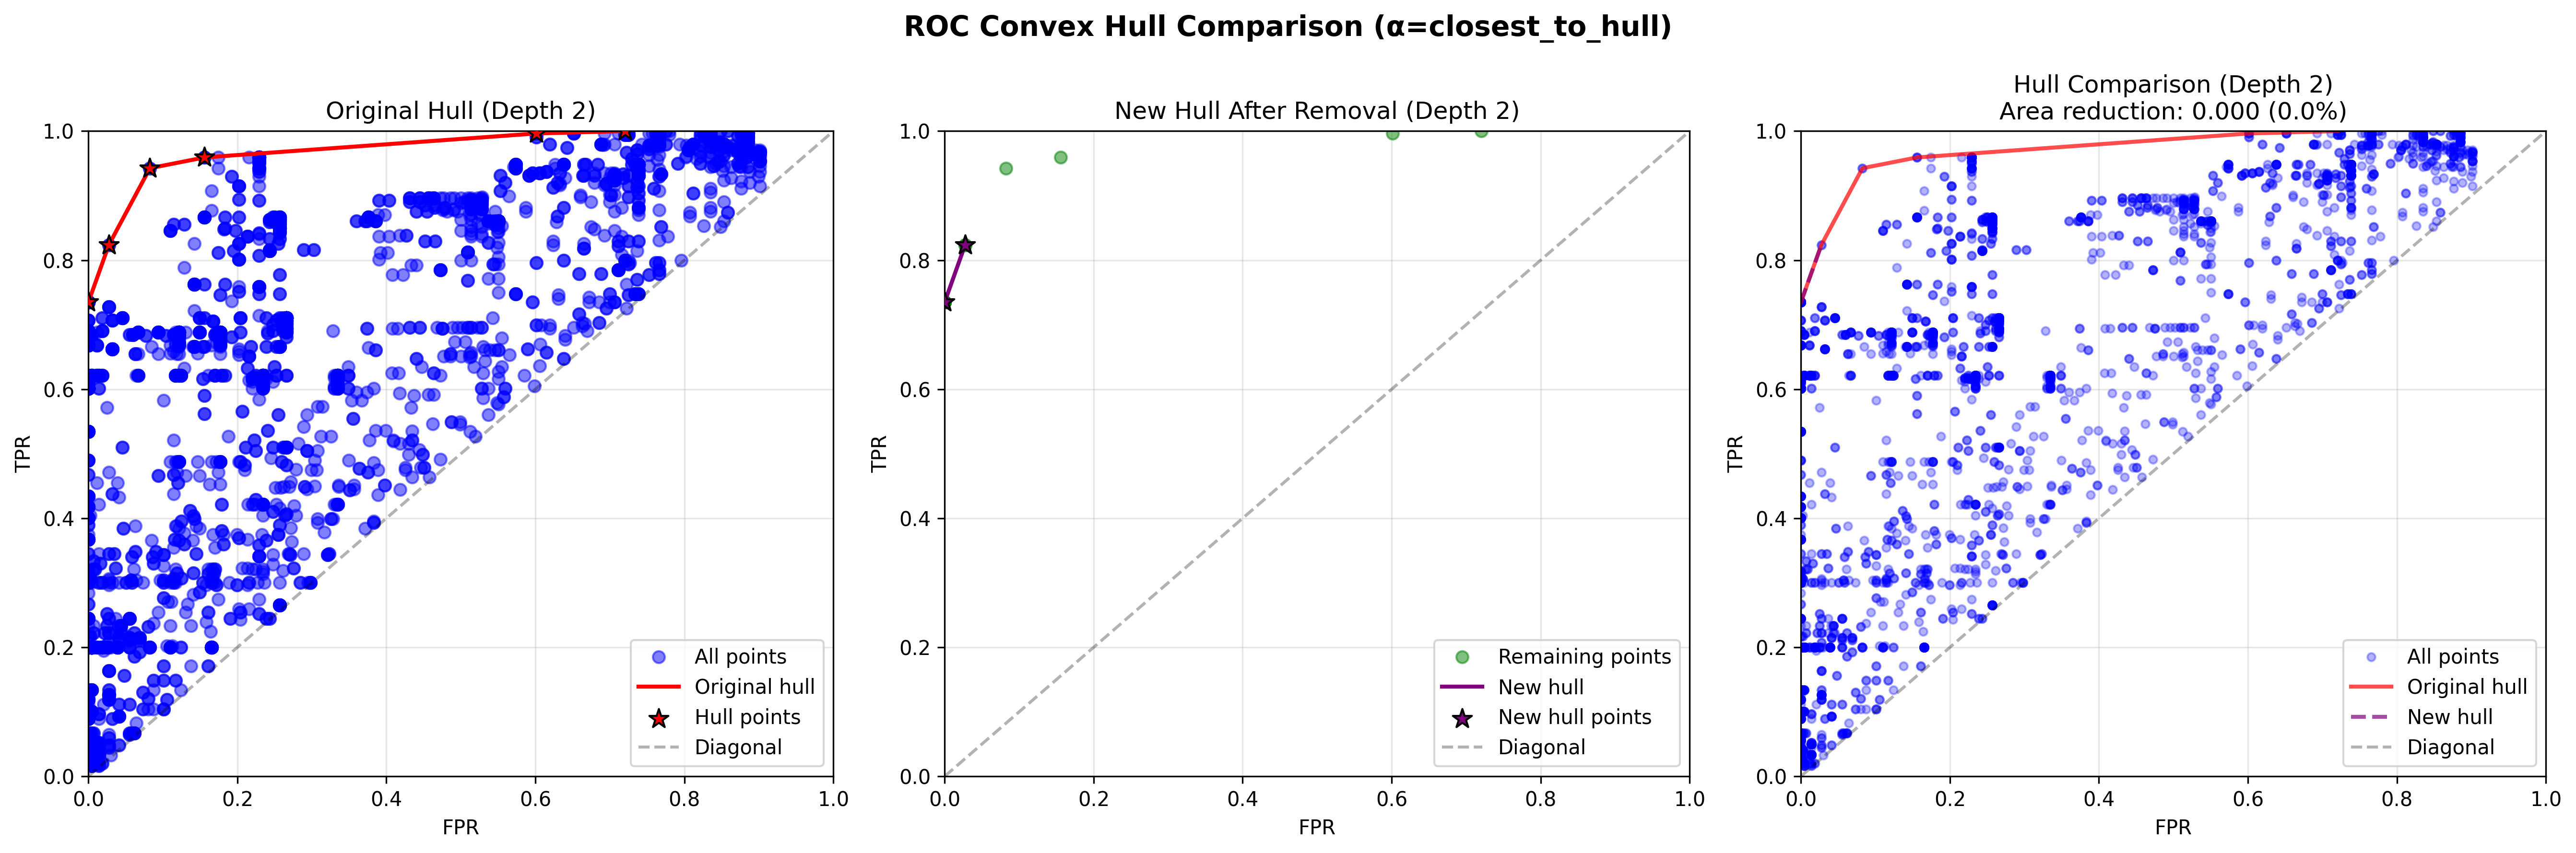 ROC Convex Hull Comparison (α=closest_to_hull)
Original Hull (Depth 2)
1.0
0.8
0.6
0.4
0.2
0.0
TPR
0.0 0.2 0.4 0.6 0.8 1.0
FPR
All points
Original hull
Hull points
Diagonal
New Hull After Removal (Depth 2)
1.0
0.8
0.6
0.4
0.2
0.0
TPR
0.0 0.2 0.4 0.6 0.8 1.0
FPR
Remaining points
New hull
New hull points
Diagonal
Hull Comparison (Depth 2)
Area reduction: 0.000 (0.0%)
1.0
0.8
0.6
0.4
0.2
0.0
TPR
0.0 0.2 0.4 0.6 0.8 1.0
FPR
All points
Original hull
New hull
Diagonal